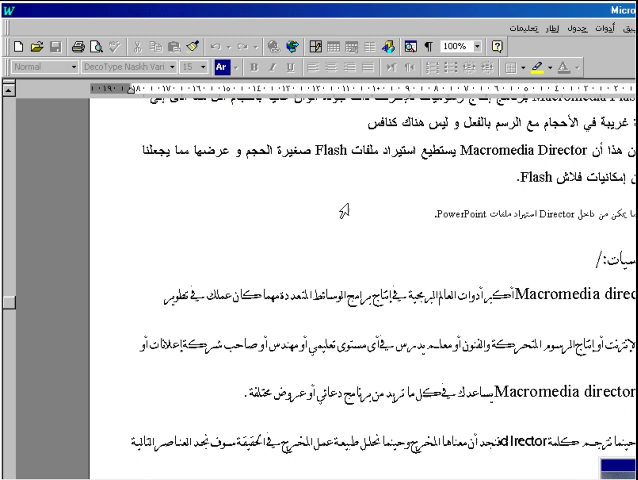 Micro
أدوات جدول إطار تعليمات
100%
Normal DecoType Naskh Vari 15 Ar B I U
غريبة في الأحجام مع الرسم بالفعل و ليس هناك كنافس
هذا أن Macromedia Director يستطيع استيراد ملفات Flash صغيرة الحجم و عرضها مما يجعلنا
إمكانيات فلاش Flash.
يمكن من داخل Director استيراد ملفات PowerPoint.
سيات:/
Macromedia direc أكبر أدوات العالم البرمجية في إنتاج برامج الوسائط المتعددة مهما كان عملك في تطوير
لإنترنت أو إنتاج الرسوم المتحركة والفنون أو معلم يدرس في أى مستوى تعليمي أو مهندس أو صاحب شركة إعلانات أو
Macromedia director يساعدك في كل ما تريد من برنامج دعائي أو عروض مختلفة .
حينما نترجم كلمة dIrector فنجد أن معناها المخرج وحينما نحلل طبيعة عمل المخرج في الحقيقة سوف نجد العناصر التالية